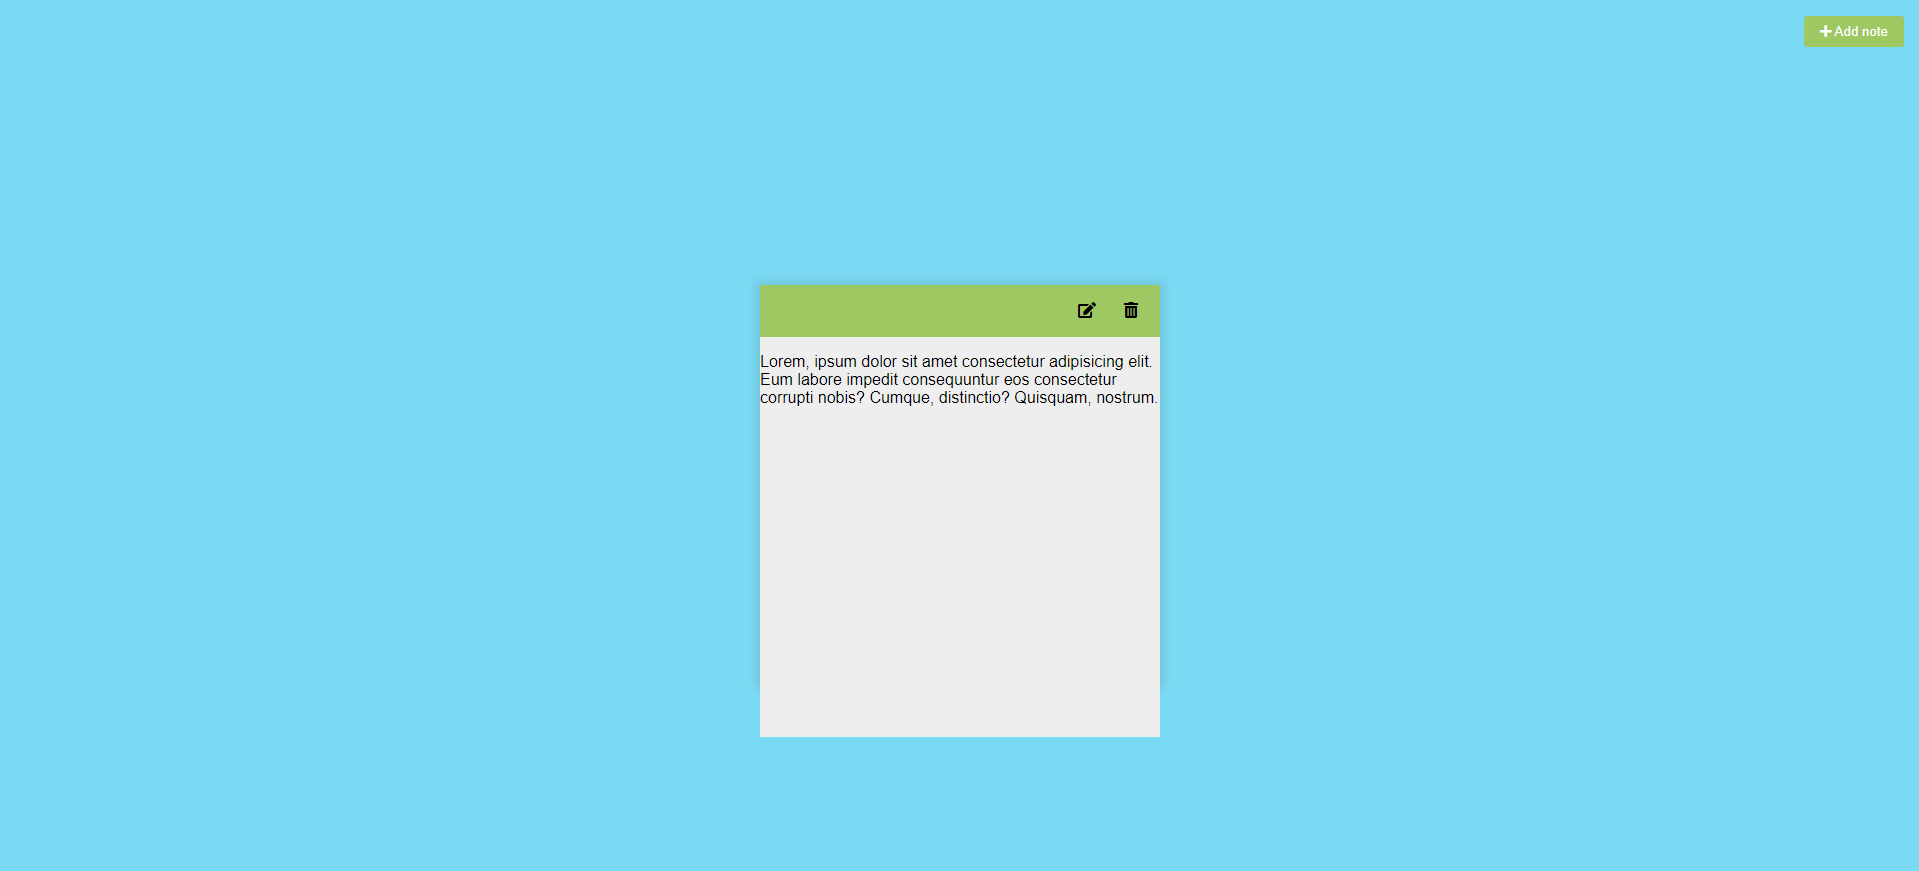 Add note
Lorem, ipsum dolor sit amet consectetur adipisicing elit.
Eum labore impedit consequuntur eos consectetur
corrupti nobis? Cumque, distinctio? Quisquam, nostrum.